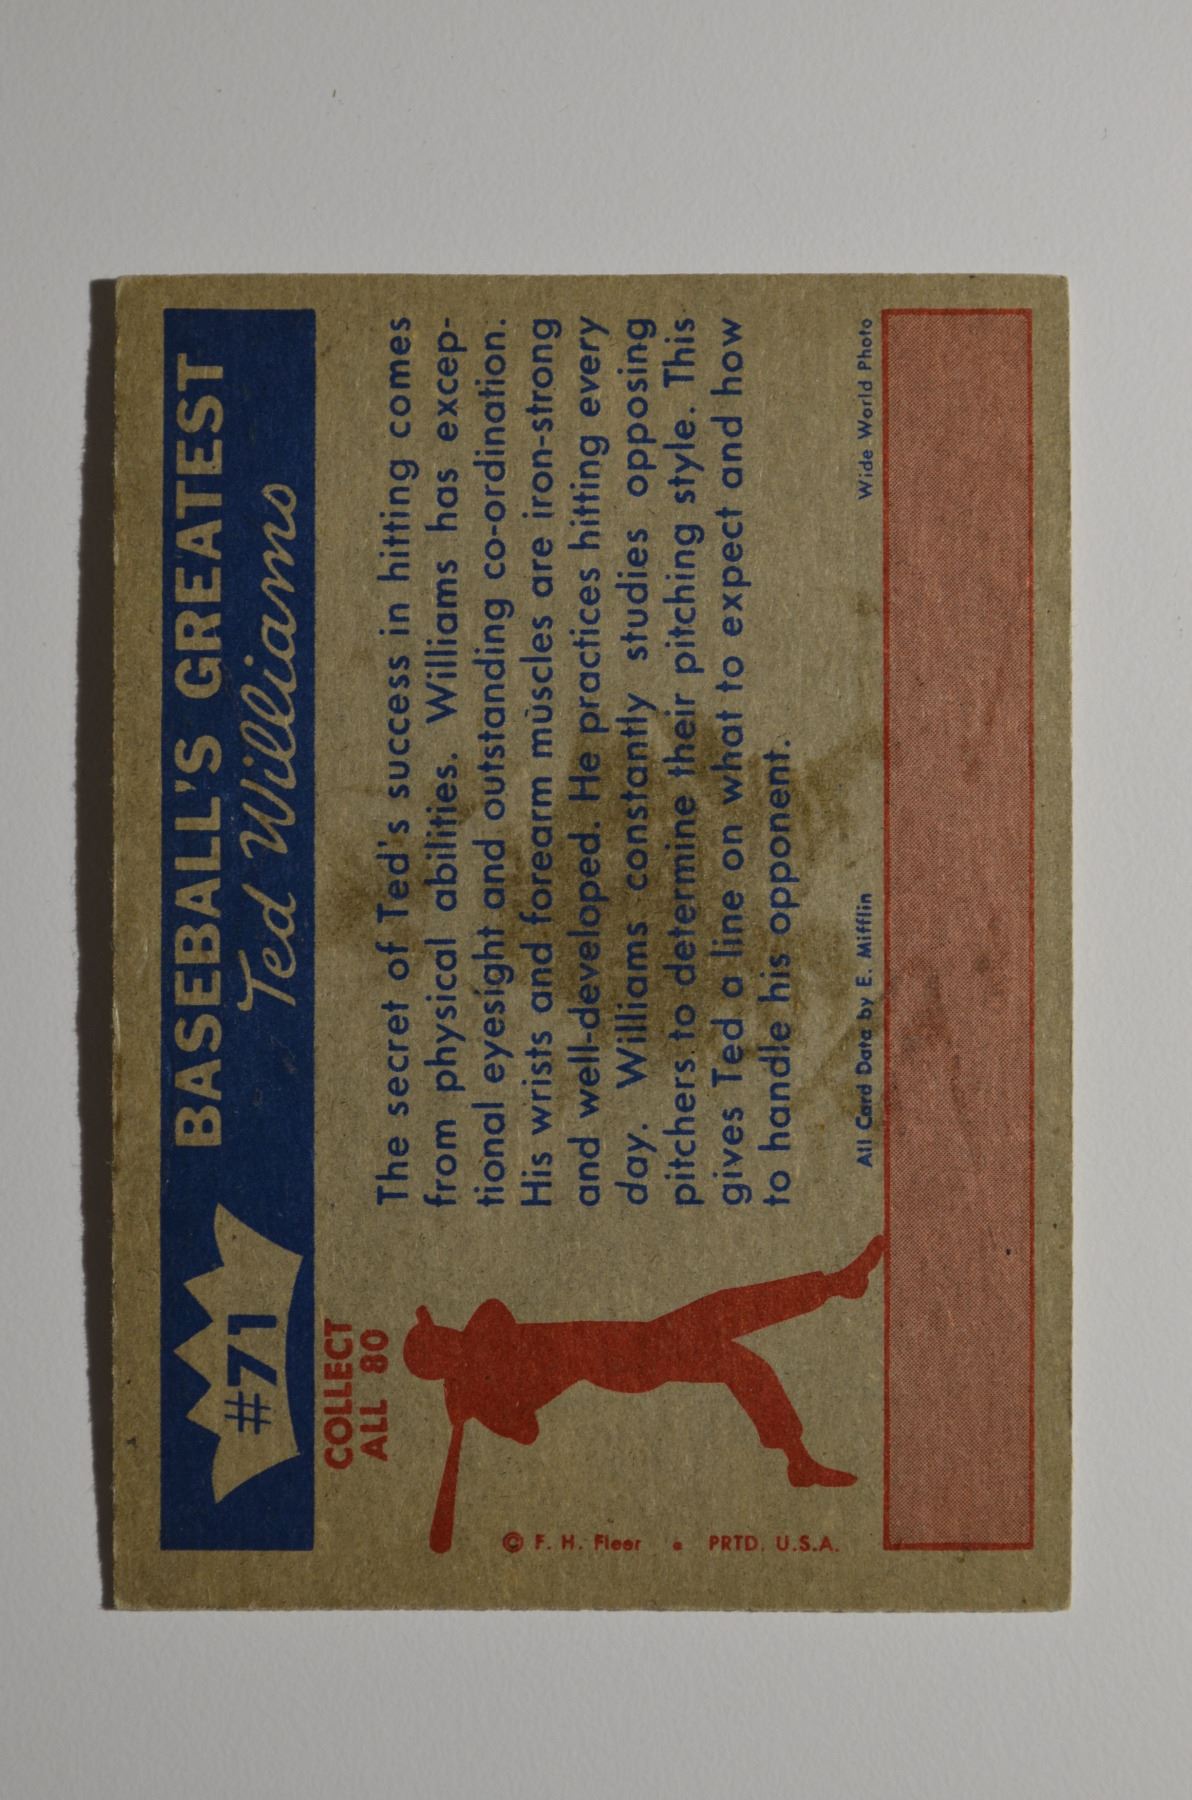 #71
BASEBALL'S GREATEST
Ted Williams
COLLECT
ALL 80
The secret of Ted's success in hitting comes
from physical abilities. Williams has excep-
tional eyesight and outstanding co-ordination.
His wrists and forearm muscles are iron-strong
and well-developed. He practices hitting every
day. Williams constantly studies opposing
pitchers to determine their pitching style. This
gives Ted a line on what to expect and how
to handle his opponent.
All Card Data by E. Mifflin
Wide World Photo
© F. H. Fleer • PRTD. U.S.A.